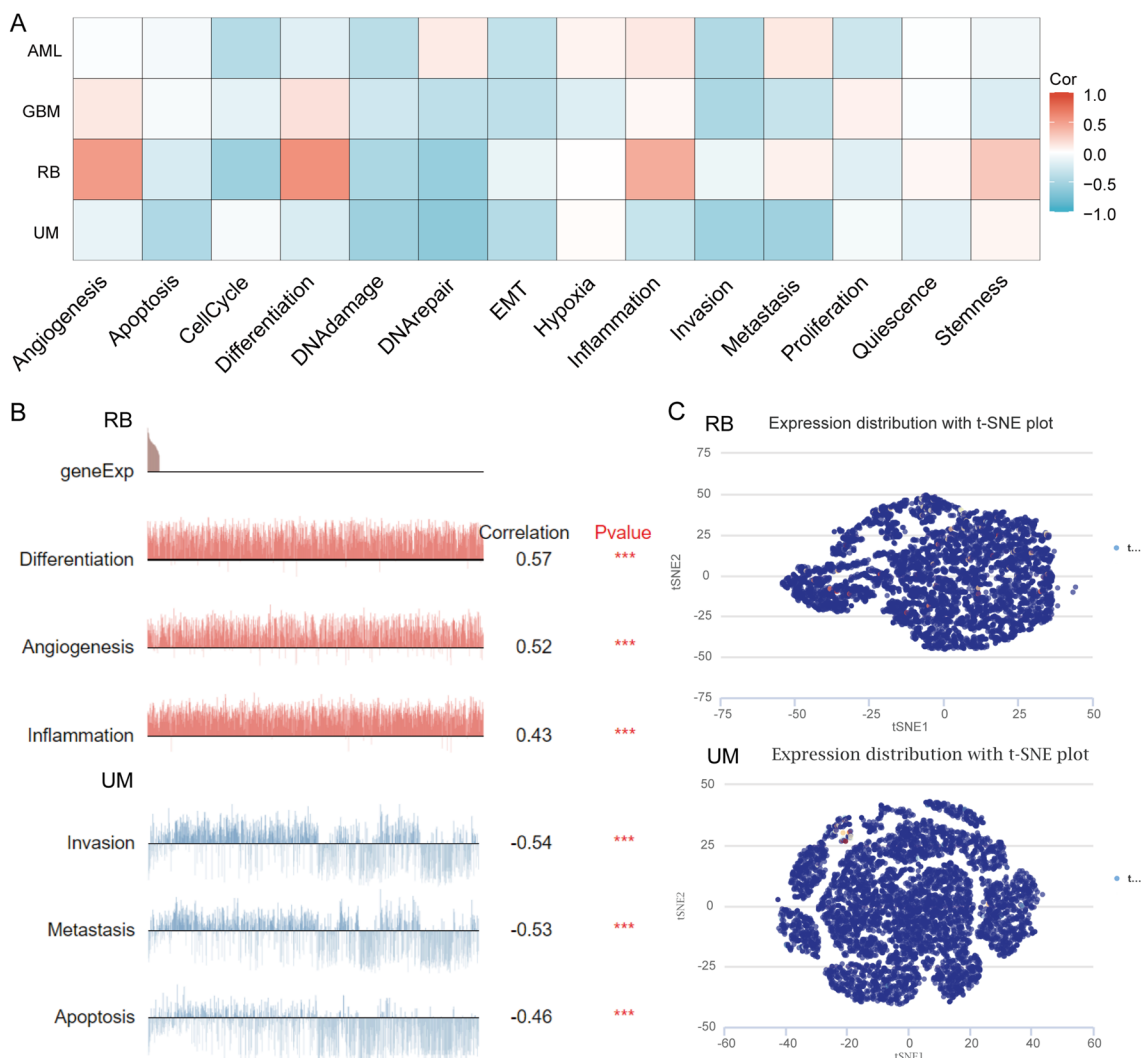 A
AML
GBM
RB
UM
Cor
1.0
0.5
0.0
−0.5
−1.0
Angiogenesis
Apoptosis
CellCycle
Differentiation
DNAdamage
DNArepair
EMT
Hypoxia
Inflammation
Invasion
Metastasis
Proliferation
Quiescence
Stemness
B
RB
geneExp
Correlation Pvalue
Differentiation 0.57 ***
Angiogenesis 0.52 ***
Inflammation 0.43 ***
UM
Invasion -0.54 ***
Metastasis -0.53 ***
Apoptosis -0.46 ***
C
RB Expression distribution with t-SNE plot
75
50
25
0
-25
-50
-75
tSNE2
-75 -50 -25 0 25 50
tSNE1
t...
UM Expression distribution with t-SNE plot
50
25
0
-25
-50
tSNE2
-60 -40 -20 0 20 40 60
tSNE1
t...